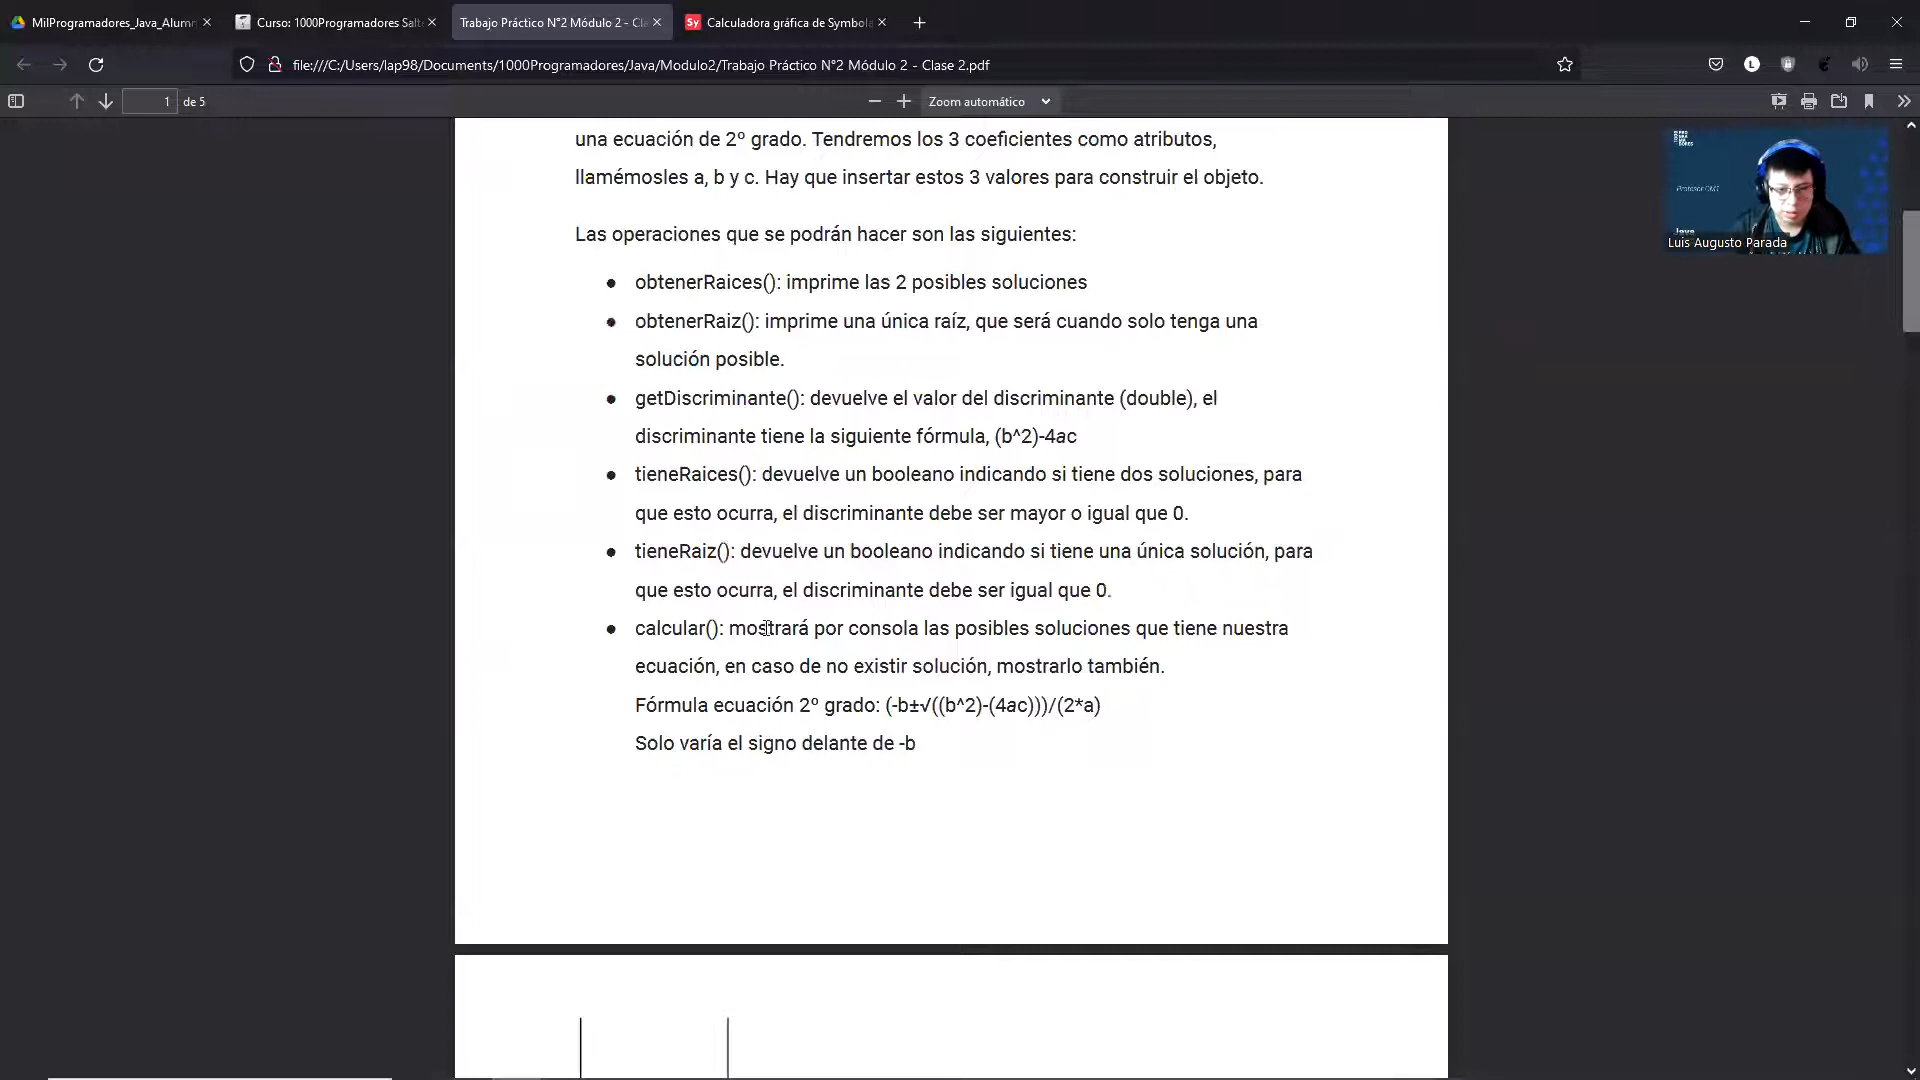 MilProgramadores_Java_Alumn
Curso: 1000Programadores Salt
Trabajo Práctico N°2 Módulo 2 - Cl
Calculadora gráfica de Symbola
file:///C:/Users/lap98/Documents/1000Programadores/Java/Modulo2/Trabajo Práctico N°2 Módulo 2 - Clase 2.pdf
L
1 de 5
Zoom automático
una ecuación de 2º grado. Tendremos los 3 coeficientes como atributos,
llamémosles a, b y c. Hay que insertar estos 3 valores para construir el objeto.
Las operaciones que se podrán hacer son las siguientes:
● obtenerRaices(): imprime las 2 posibles soluciones
● obtenerRaiz(): imprime una única raíz, que será cuando solo tenga una
solución posible.
● getDiscriminante(): devuelve el valor del discriminante (double), el
discriminante tiene la siguiente fórmula, (b^2)-4ac
● tieneRaices(): devuelve un booleano indicando si tiene dos soluciones, para
que esto ocurra, el discriminante debe ser mayor o igual que 0.
● tieneRaiz(): devuelve un booleano indicando si tiene una única solución, para
que esto ocurra, el discriminante debe ser igual que 0.
● calcular(): mostrará por consola las posibles soluciones que tiene nuestra
ecuación, en caso de no existir solución, mostrarlo también.
Fórmula ecuación 2º grado: (-b±√((b^2)-(4ac)))/(2*a)
Solo varía el signo delante de -b
Profesor CM1
Java
Luis Augusto Parada